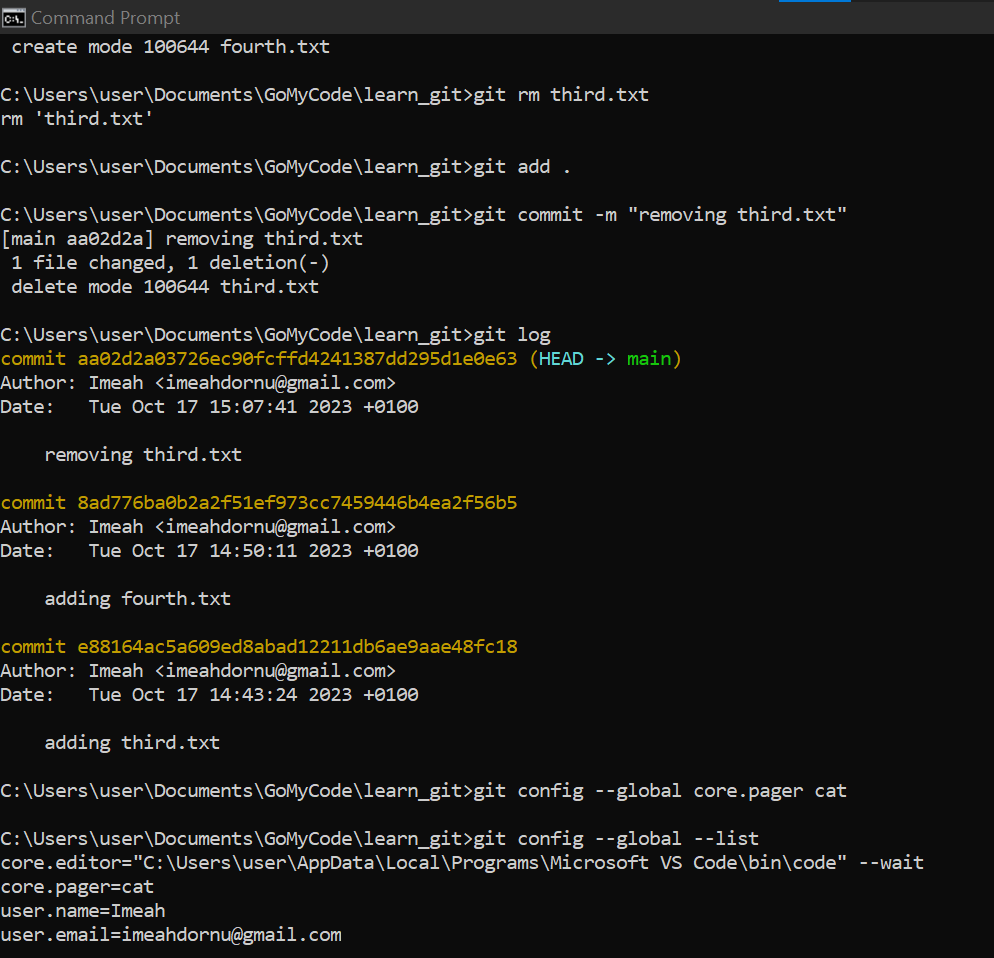 Command Prompt
create mode 100644 fourth.txt
C:\Users\user\Documents\GoMyCode\learn_git>git rm third.txt
rm 'third.txt'
C:\Users\user\Documents\GoMyCode\learn_git>git add .
C:\Users\user\Documents\GoMyCode\learn_git>git commit -m "removing third.txt"
[main aa02d2a] removing third.txt
1 file changed, 1 deletion(-)
delete mode 100644 third.txt
C:\Users\user\Documents\GoMyCode\learn_git>git log
commit aa02d2a03726ec90fcffd4241387dd295d1e0e63 (HEAD -> main)
Author: Imeah <imeahdornu@gmail.com>
Date:   Tue Oct 17 15:07:41 2023 +0100
removing third.txt
commit 8ad776ba0b2a2f51ef973cc7459446b4ea2f56b5
Author: Imeah <imeahdornu@gmail.com>
Date:   Tue Oct 17 14:50:11 2023 +0100
adding fourth.txt
commit e88164ac5a609ed8abad12211db6ae9aae48fc18
Author: Imeah <imeahdornu@gmail.com>
Date:   Tue Oct 17 14:43:24 2023 +0100
adding third.txt
C:\Users\user\Documents\GoMyCode\learn_git>git config --global core.pager cat
C:\Users\user\Documents\GoMyCode\learn_git>git config --global --list
core.editor="C:\Users\user\AppData\Local\Programs\Microsoft VS Code\bin\code" --wait
core.pager=cat
user.name=Imeah
user.email=imeahdornu@gmail.com